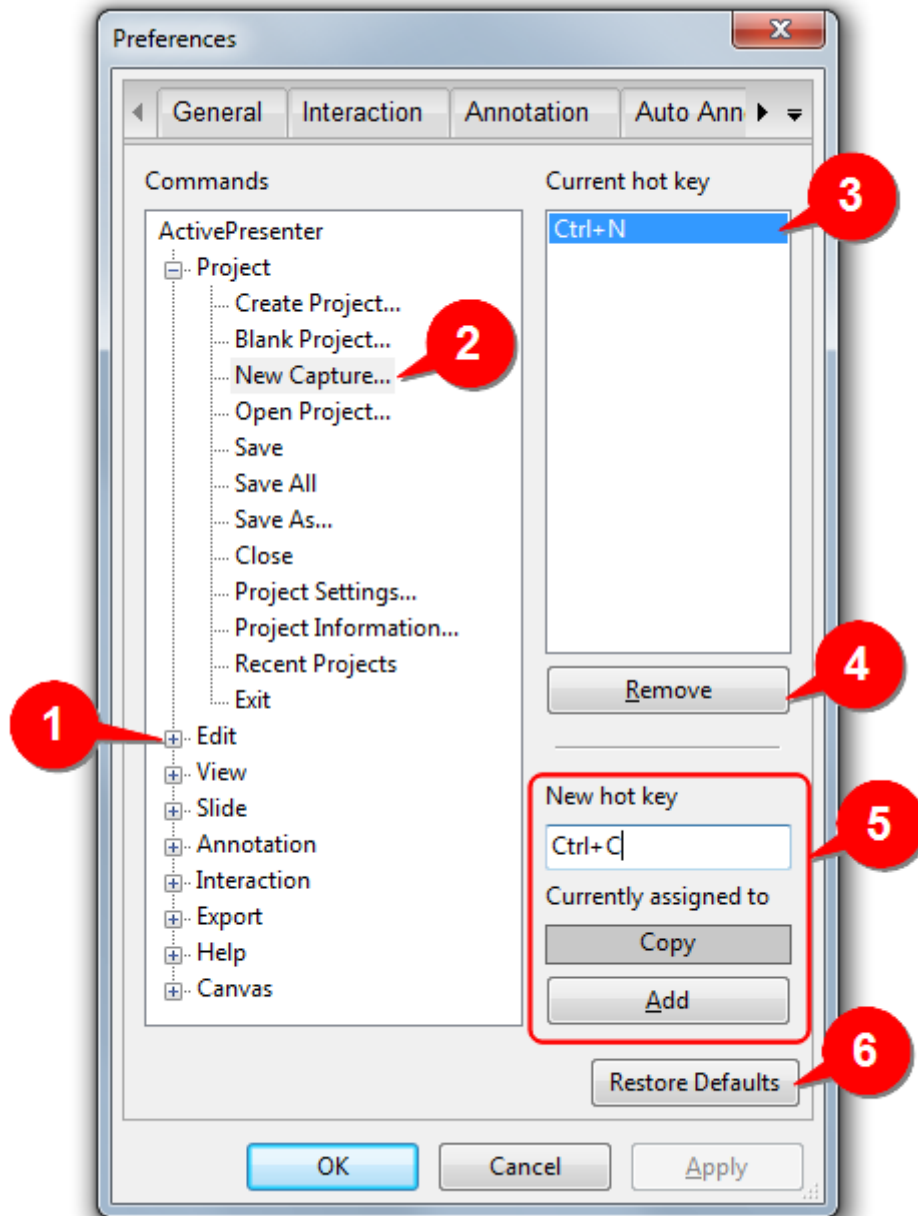 Preferences
General Interaction Annotation Auto Ann
Commands
ActivePresenter
Project
Create Project...
Blank Project...
New Capture...
Open Project...
Save
Save All
Save As...
Close
Project Settings...
Project Information...
Recent Projects
Exit
Edit
View
Slide
Annotation
Interaction
Export
Help
Canvas
1
2
Current hot key
Ctrl+N
3
Remove
4
New hot key
Ctrl+C
5
Currently assigned to
Copy
Add
Restore Defaults
6
OK Cancel Apply